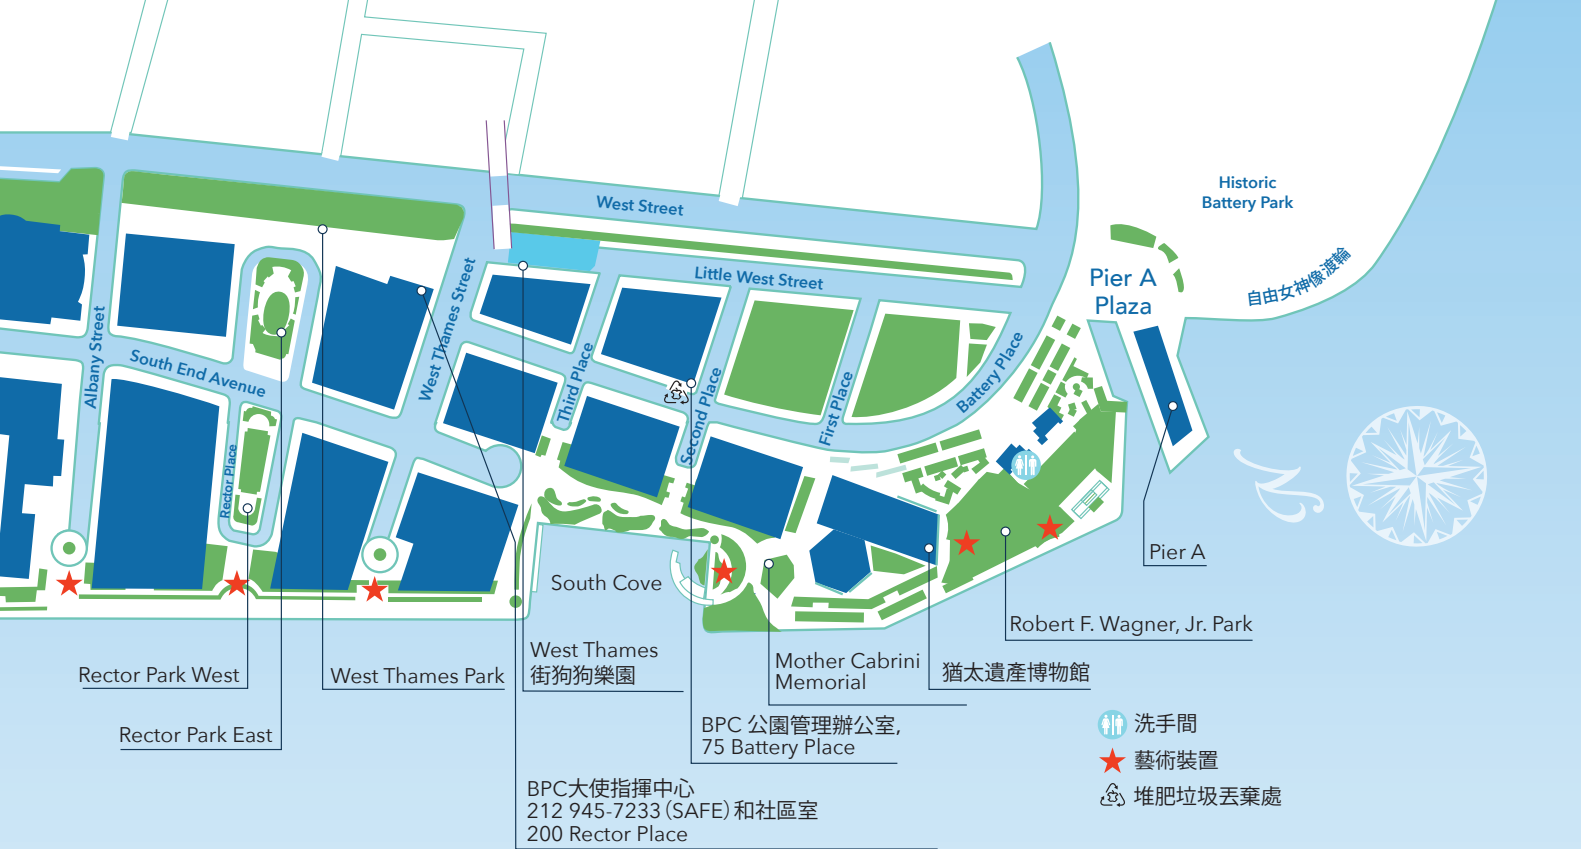 West Street
Historic
Battery Park
Little West Street
Pier A
Plaza
自由女神像渡輪
Albany Street
South End Avenue
West Thames Street
Third Place
Second Place
First Place
Battery Place
Rector Place
South Cove
Pier A
Robert F. Wagner, Jr. Park
Rector Park West
West Thames Park
West Thames
街狗狗樂園
Mother Cabrini
Memorial
猶太遺產博物館
Rector Park East
BPC 公園管理辦公室,
75 Battery Place
BPC大使指揮中心
212 945-7233（SAFE）和社區室
200 Rector Place
洗手間
藝術裝置
堆肥垃圾丟棄處